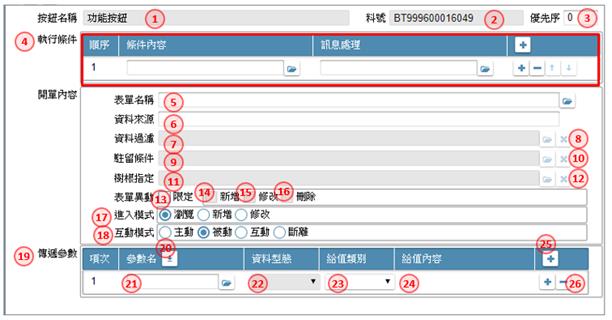 按鈕名稱 功能按鈕 1 料號 BT999600016049 2 優先序 0 3
4 執行條件
順序 條件內容 訊息處理
1
開單內容
表單名稱 5
資料來源 6
資料過濾 7 8
駐留條件 9 10
樹根指定 11 12
表單異動 13 限定 14 新增 15 修改 16 刪除
17 進入模式 瀏覽 新增 修改
18 互動模式 主動 被動 互動 斷離
19 傳遞參數
項次 參數名 20 資料型態 給值類別 給值內容 25
1 21 22 23 24 26